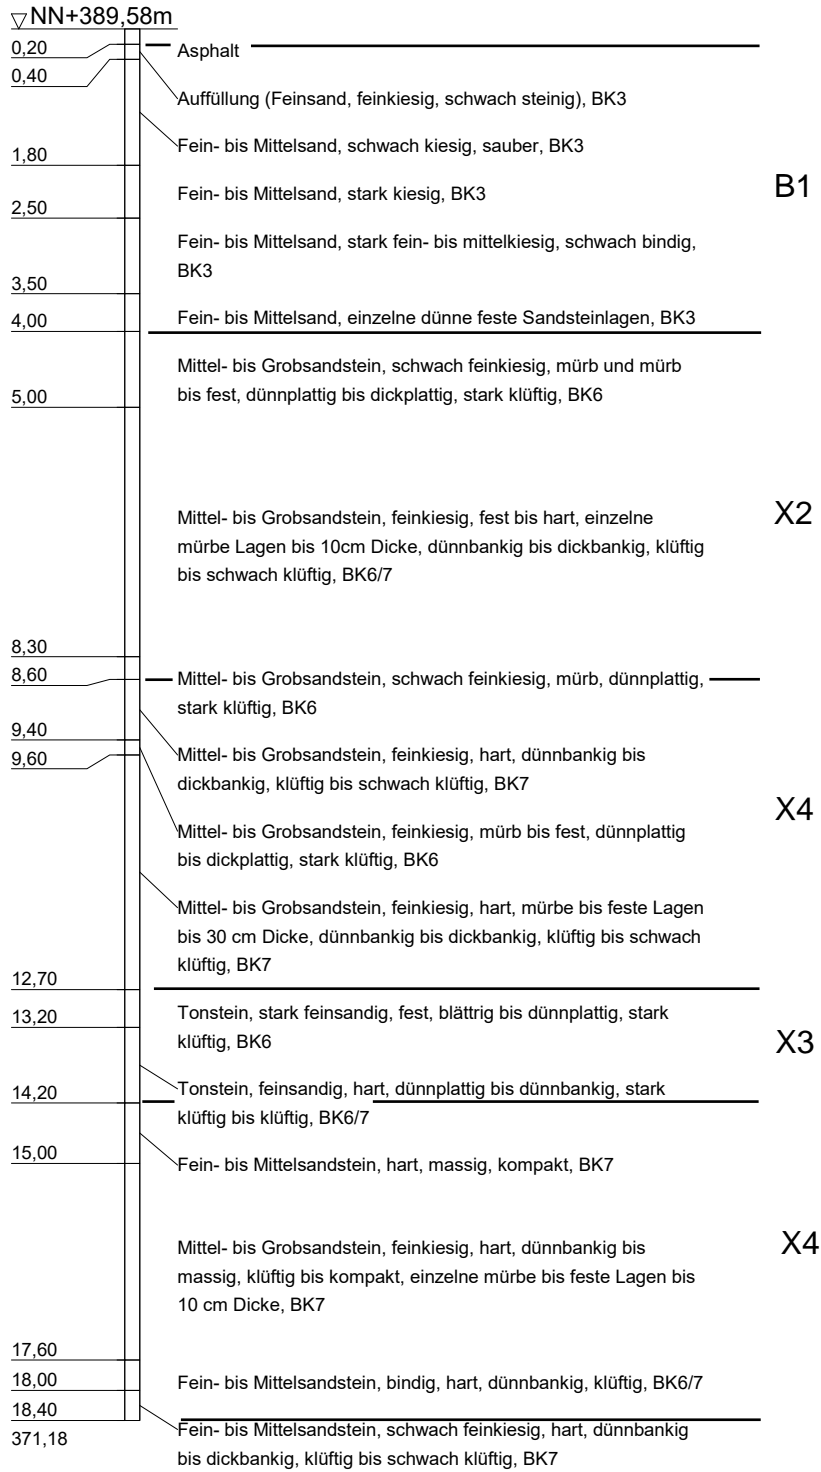 ▽ NN+389,58m
0,20
Asphalt
0,40
Auffüllung (Feinsand, feinkiesig, schwach steinig), BK3
Fein- bis Mittelsand, schwach kiesig, sauber, BK3
1,80
B1
Fein- bis Mittelsand, stark kiesig, BK3
2,50
Fein- bis Mittelsand, stark fein- bis mittelkiesig, schwach bindig,
BK3
3,50
Fein- bis Mittelsand, einzelne dünne feste Sandsteinlagen, BK3
4,00
Mittel- bis Grobsandstein, schwach feinkiesig, mürb und mürb
bis fest, dünnplattig bis dickplattig, stark klüftig, BK6
5,00
X2
Mittel- bis Grobsandstein, feinkiesig, fest bis hart, einzelne
mürbe Lagen bis 10cm Dicke, dünnbankig bis dickbankig, klüftig
bis schwach klüftig, BK6/7
8,30
8,60
Mittel- bis Grobsandstein, schwach feinkiesig, mürb, dünnplattig,
stark klüftig, BK6
9,40
9,60
Mittel- bis Grobsandstein, feinkiesig, hart, dünnbankig bis
dickbankig, klüftig bis schwach klüftig, BK7
X4
Mittel- bis Grobsandstein, feinkiesig, mürb bis fest, dünnplattig
bis dickplattig, stark klüftig, BK6
Mittel- bis Grobsandstein, feinkiesig, hart, mürbe bis feste Lagen
bis 30 cm Dicke, dünnbankig bis dickbankig, klüftig bis schwach
klüftig, BK7
12,70
Tonstein, stark feinsandig, fest, blättrig bis dünnplattig, stark
klüftig, BK6
13,20
X3
Tonstein, feinsandig, hart, dünnplattig bis dünnbankig, stark
klüftig bis klüftig, BK6/7
14,20
15,00
Fein- bis Mittelsandstein, hart, massig, kompakt, BK7
X4
Mittel- bis Grobsandstein, feinkiesig, hart, dünnbankig bis
massig, klüftig bis kompakt, einzelne mürbe bis feste Lagen bis
10 cm Dicke, BK7
17,60
18,00
Fein- bis Mittelsandstein, bindig, hart, dünnbankig, klüftig, BK6/7
18,40
371,18
Fein- bis Mittelsandstein, schwach feinkiesig, hart, dünnbankig
bis dickbankig, klüftig bis schwach klüftig, BK7